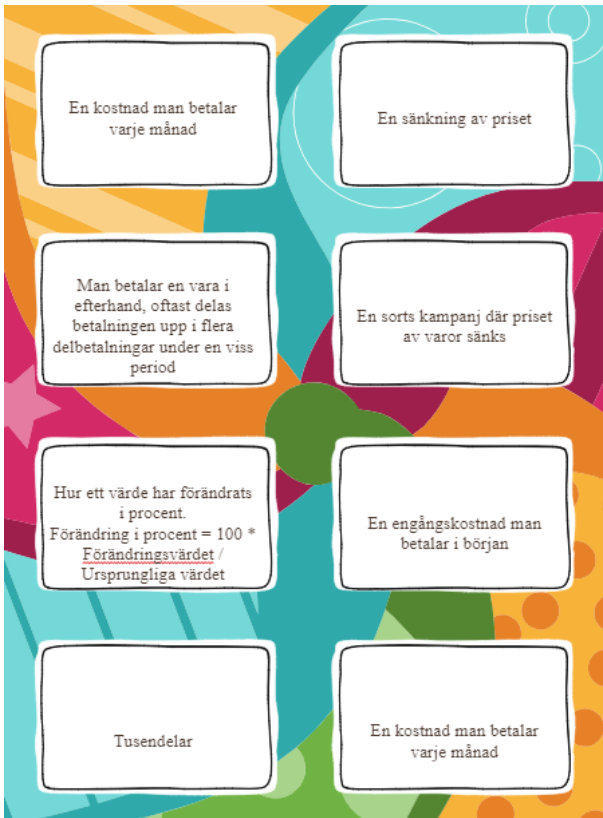 En kostnad man betalar
varje månad
En sänkning av priset
Man betalar en vara i
efterhand, oftast delas
betalningen upp i flera
delbetalningar under en viss
period
En sorts kampanj där priset
av varor sänks
Hur ett värde har förändrats
i procent.
Förändring i procent = 100 *
Förändringsvärdet /
Ursprungliga värdet
En engångskostnad man
betalar i början
Tusendelar
En kostnad man betalar
varje månad